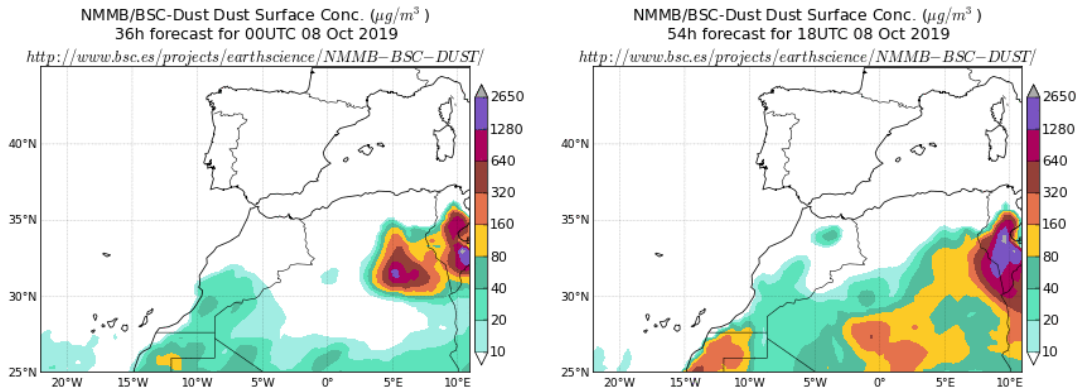 NMMB/BSC-Dust Dust Surface Conc. (μg/m³ )
36h forecast for 00UTC 08 Oct 2019
http://www.bsc.es/projects/earthscience/NMMB−BSC−DUST/
2650
1280
640
320
160
80
40
20
10
40°N
35°N
30°N
25°N
20°W 15°W 10°W 5°W 0° 5°E 10°E
NMMB/BSC-Dust Dust Surface Conc. (μg/m³ )
54h forecast for 18UTC 08 Oct 2019
http://www.bsc.es/projects/earthscience/NMMB−BSC−DUST/
2650
1280
640
320
160
80
40
20
10
40°N
35°N
30°N
25°N
20°W 15°W 10°W 5°W 0° 5°E 10°E